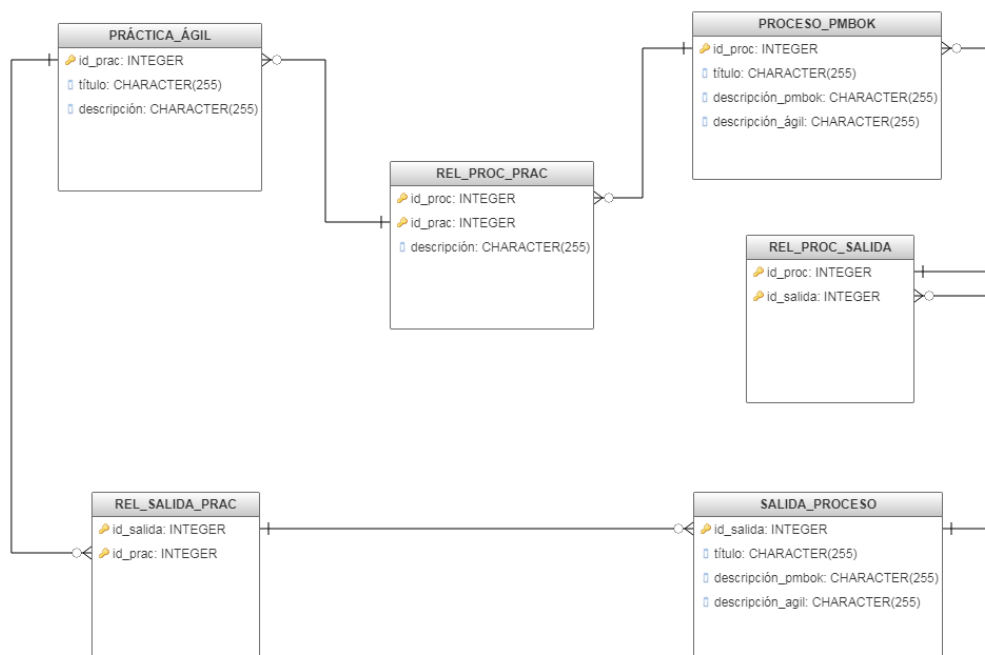 PRÁCTICA_ÁGIL
id_prac: INTEGER
título: CHARACTER(255)
descripción: CHARACTER(255)
PROCESO_PMBOK
id_proc: INTEGER
título: CHARACTER(255)
descripción_pmbok: CHARACTER(255)
descripción_ágil: CHARACTER(255)
REL_PROC_PRAC
id_proc: INTEGER
id_prac: INTEGER
descripción: CHARACTER(255)
REL_PROC_SALIDA
id_proc: INTEGER
id_salida: INTEGER
REL_SALIDA_PRAC
id_salida: INTEGER
id_prac: INTEGER
SALIDA_PROCESO
id_salida: INTEGER
título: CHARACTER(255)
descripción_pmbok: CHARACTER(255)
descripción_agil: CHARACTER(255)